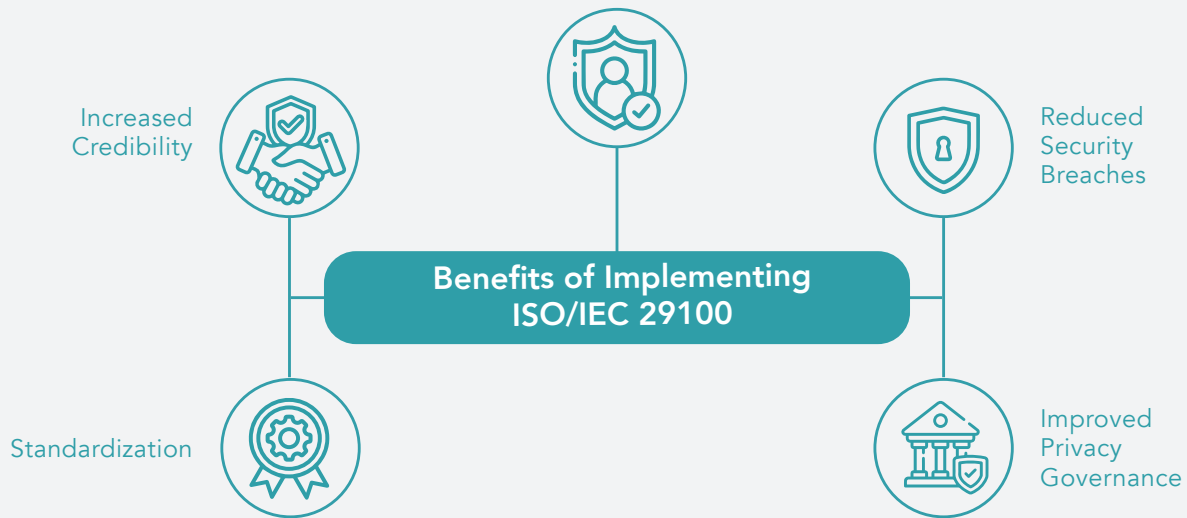 Increased
Credibility
Reduced
Security
Breaches
Benefits of Implementing
ISO/IEC 29100
Standardization
Improved
Privacy
Governance